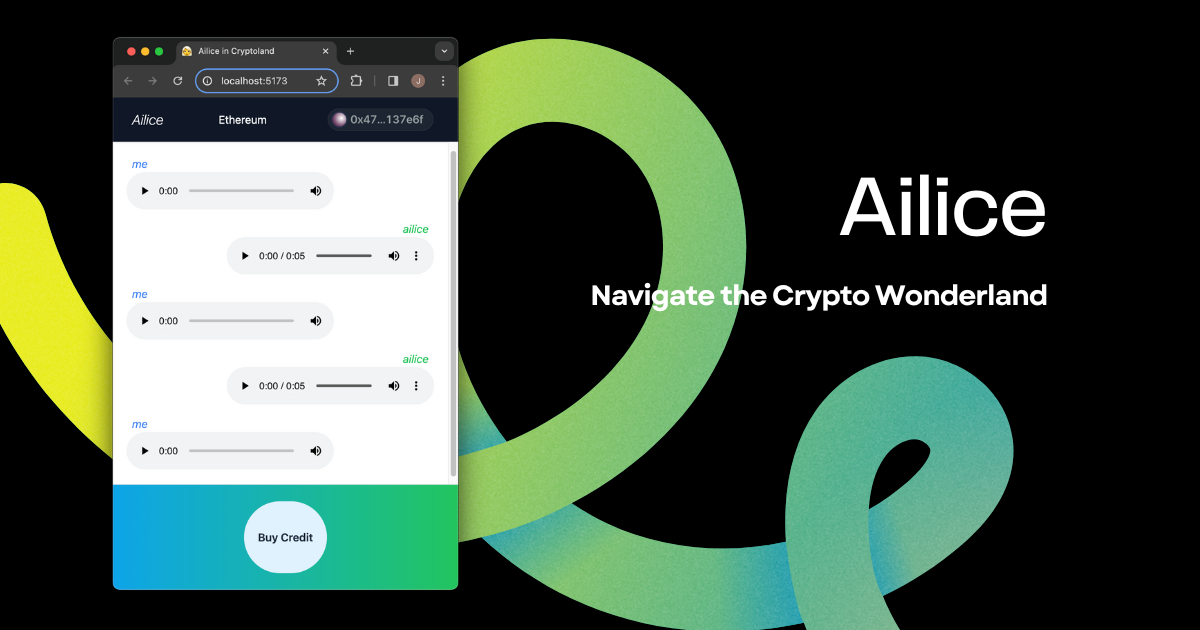 Ailice in Cryptoland
localhost:5173
J
Ailice
Ethereum
0x47...137e6f
me
0:00
ailice
0:00 / 0:05
me
0:00
ailice
0:00 / 0:05
me
0:00
Buy Credit
Ailice
Navigate the Crypto Wonderland